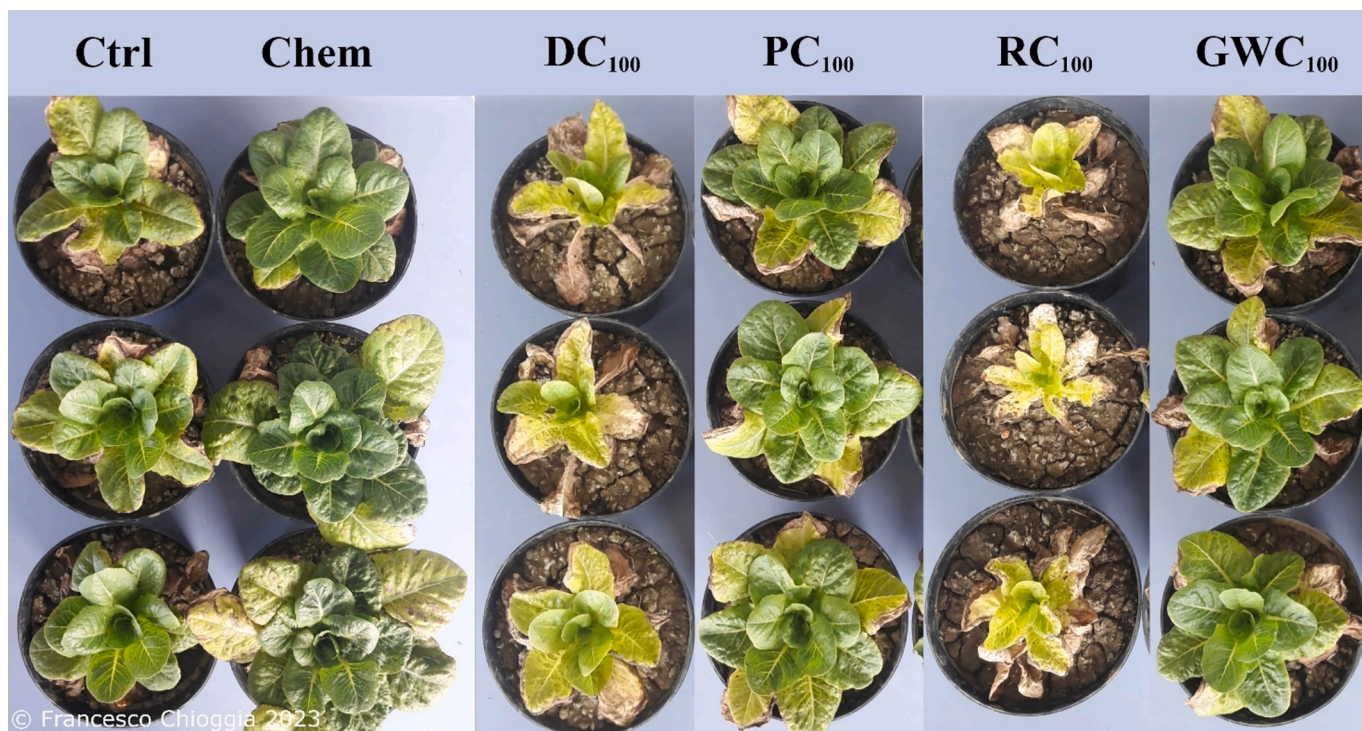 Ctrl Chem DC₁₀₀ PC₁₀₀ RC₁₀₀ GWC₁₀₀
© Francesco Chioggia 2023